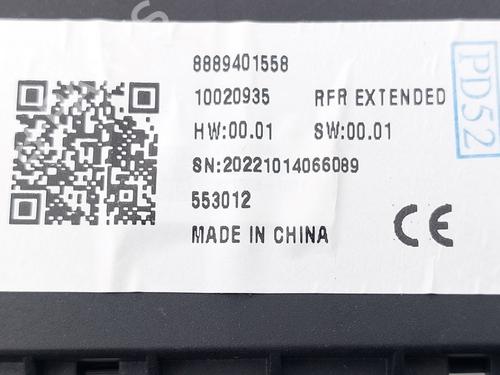 8889401558
10020935 RFR EXTENDED
HW:00.01 SW:00.01
SN:20221014066089
553012
MADE IN CHINA
CE
PD52